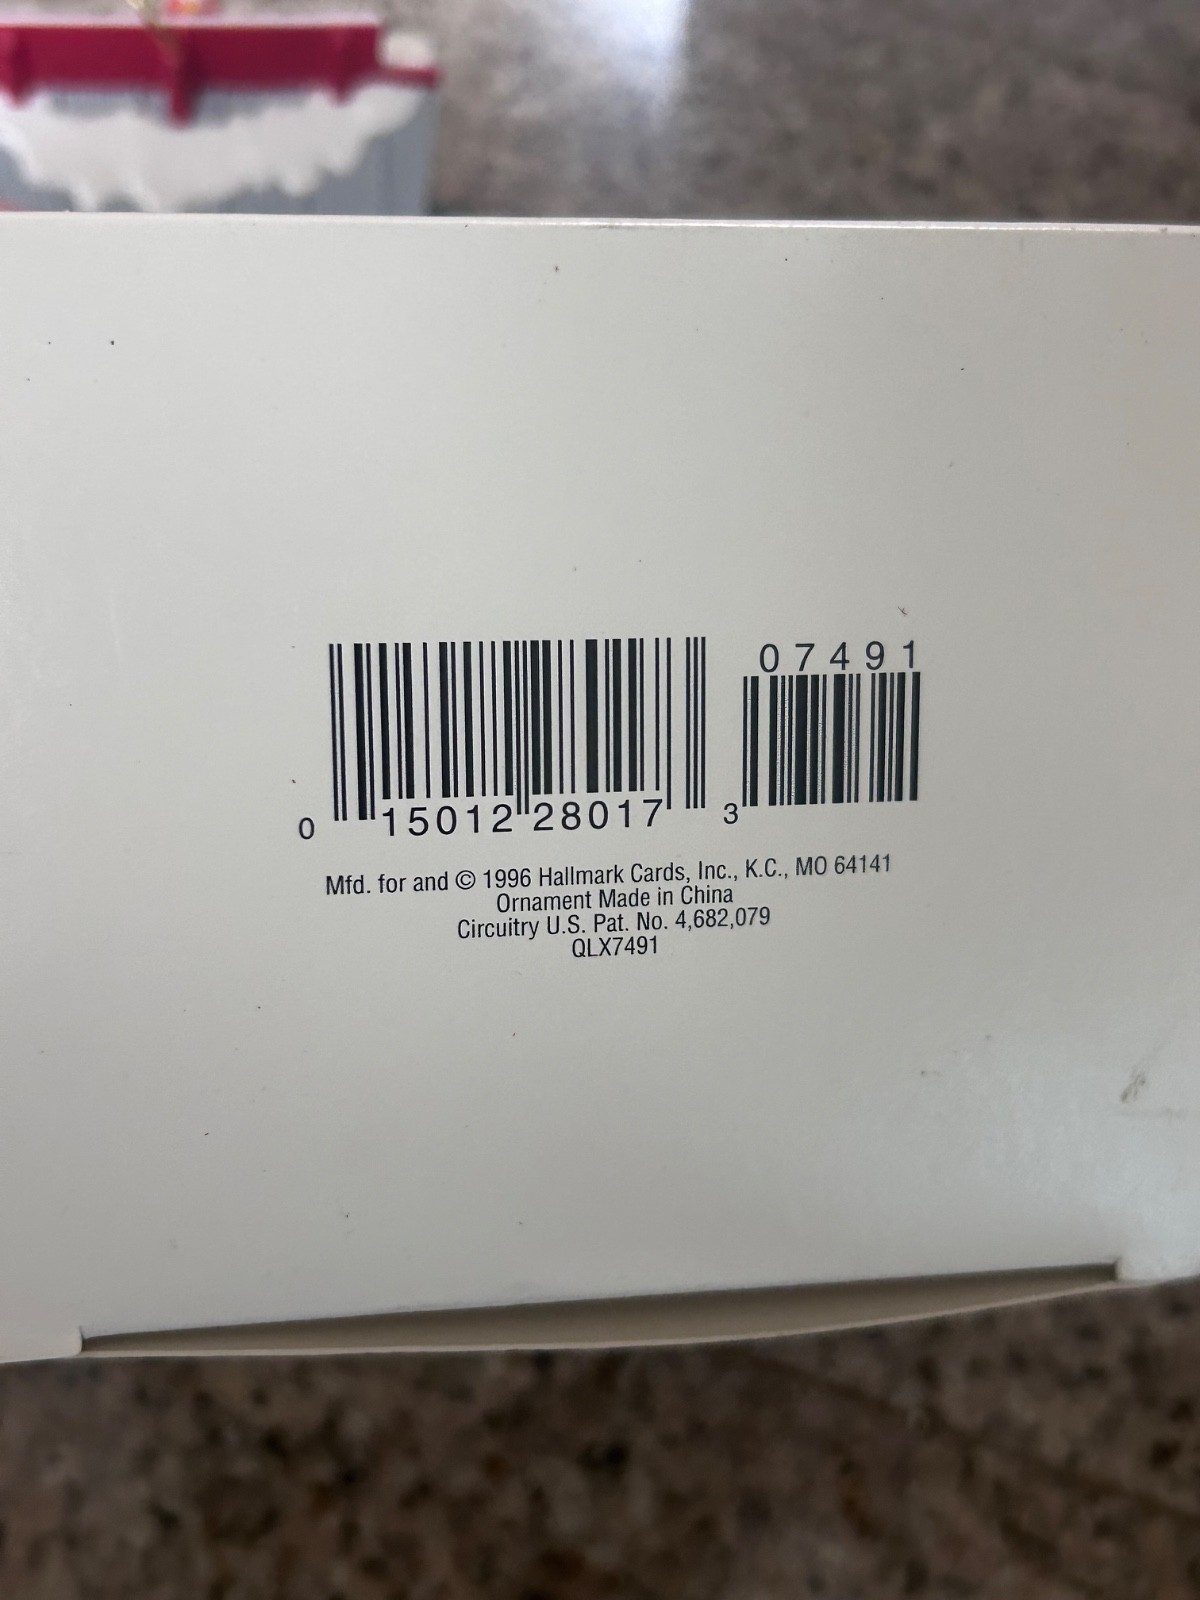 07491
0 15012 28017 3
Mfd. for and © 1996 Hallmark Cards, Inc., K.C., MO 64141
Ornament Made in China
Circuitry U.S. Pat. No. 4,682,079
QLX7491